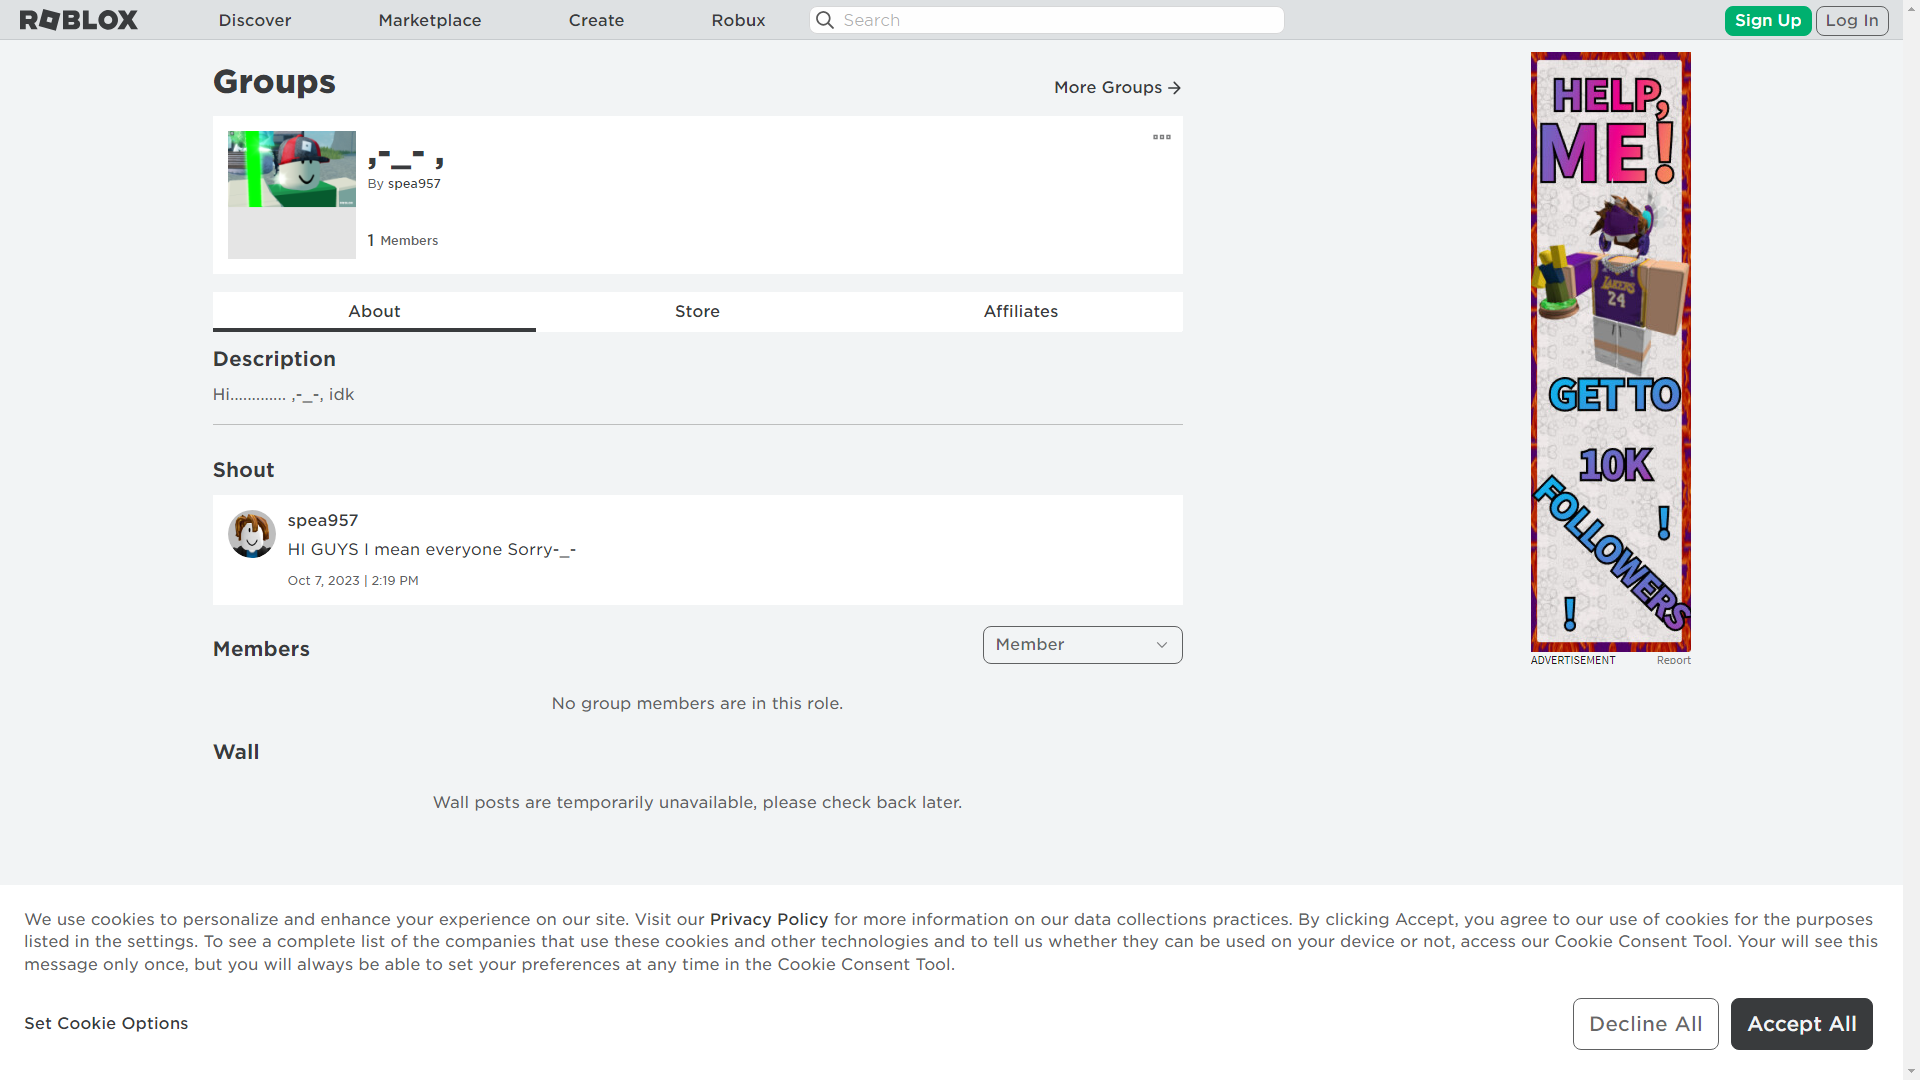 ROBLOX
Discover
Marketplace
Create
Robux
Search
Sign Up
Log In
Groups
More Groups
,-_- ,
By spea957
1 Members
About
Store
Affiliates
Description
Hi............. ,-_-, idk
Shout
spea957
HI GUYS I mean everyone Sorry-_-
Oct 7, 2023 | 2:19 PM
Members
Member
No group members are in this role.
Wall
Wall posts are temporarily unavailable, please check back later.
HELP,
ME!
LAKERS
24
GET TO
10K
FOLLOWERS
!
!
ADVERTISEMENT
Report
We use cookies to personalize and enhance your experience on our site. Visit our Privacy Policy for more information on our data collections practices. By clicking Accept, you agree to our use of cookies for the purposes
listed in the settings. To see a complete list of the companies that use these cookies and other technologies and to tell us whether they can be used on your device or not, access our Cookie Consent Tool. Your will see this
message only once, but you will always be able to set your preferences at any time in the Cookie Consent Tool.
Set Cookie Options
Decline All
Accept All